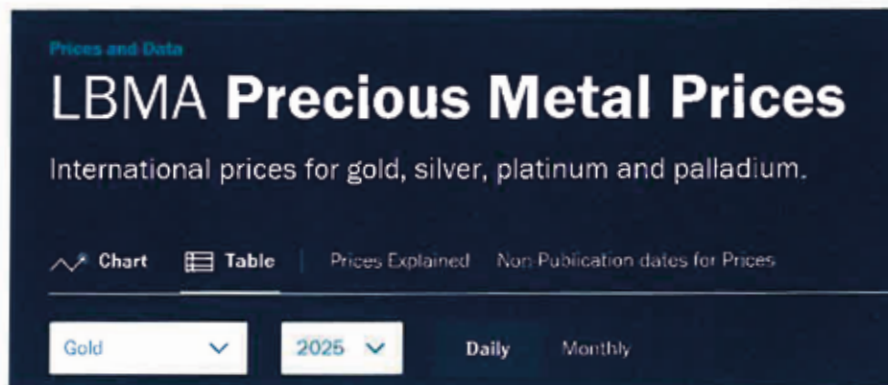 Prices and Data
LBMA Precious Metal Prices
International prices for gold, silver, platinum and palladium.
Chart Table Prices Explained Non-Publication dates for Prices
Gold 2025 Daily Monthly